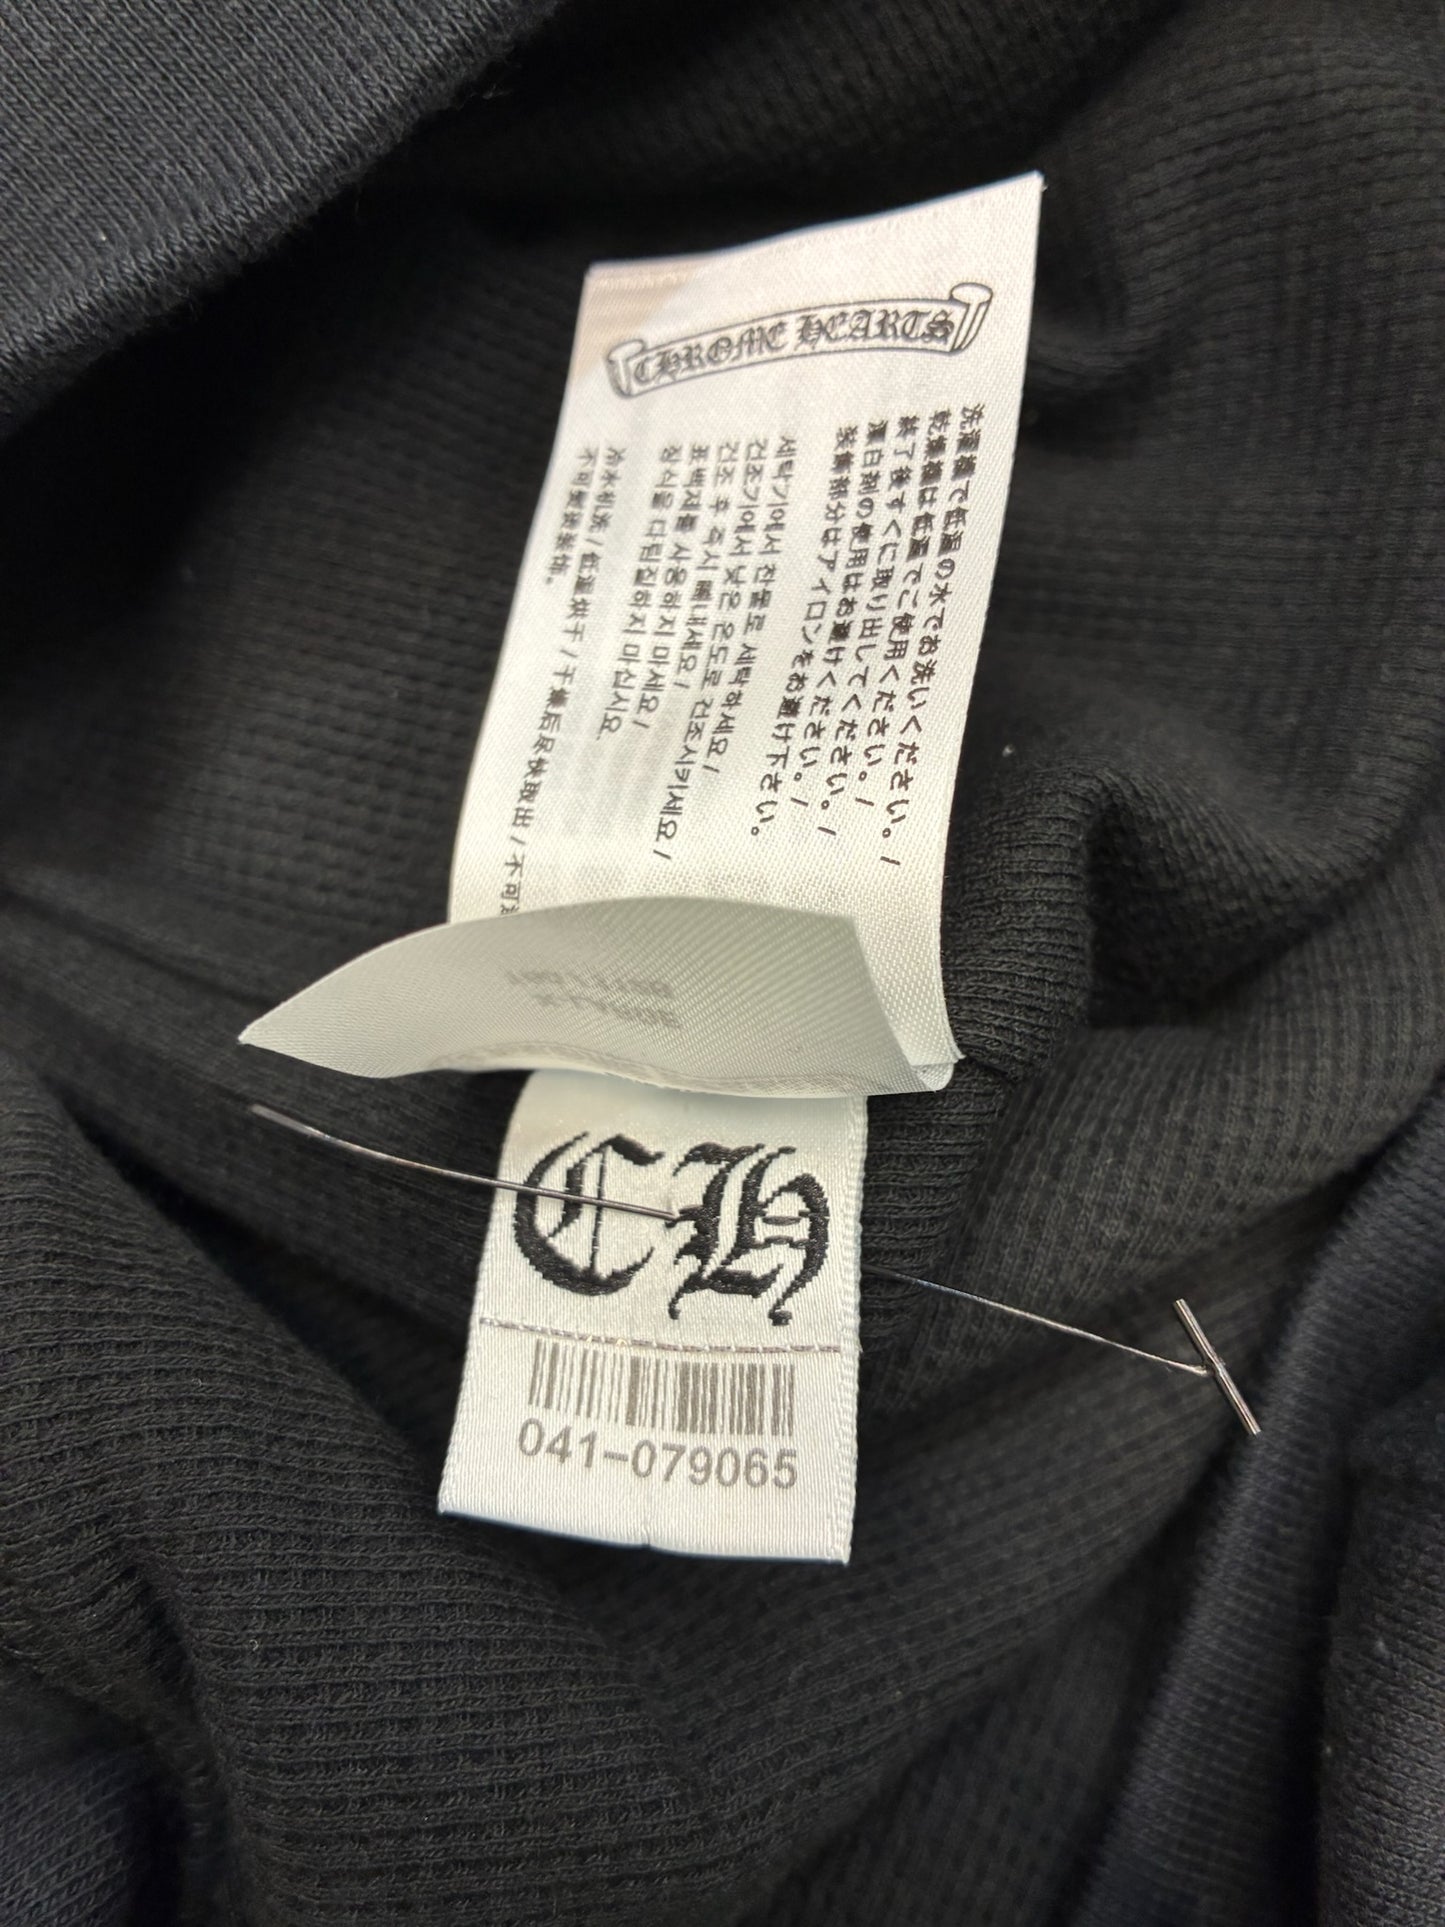 CHROME HEARTS
洗濯機で低温の水でお洗いください。/
乾燥機は低温でご使用ください。/
終了後すぐに取り出してください。/
漂白剤の使用はお避けください。/
装飾部分はアイロンをお避け下さい。
세탁기에서 찬물로 세탁하세요/
건조기에서 낮은 온도로 건조시키세요/
건조 후 즉시 빼내세요/
표백제를 사용하지 마세요/
장식을 다림질하지 마십시요.
冷水机洗/低温烘干/干燥后尽快取出/不可
不可熨烫装饰。
CH
041-079065